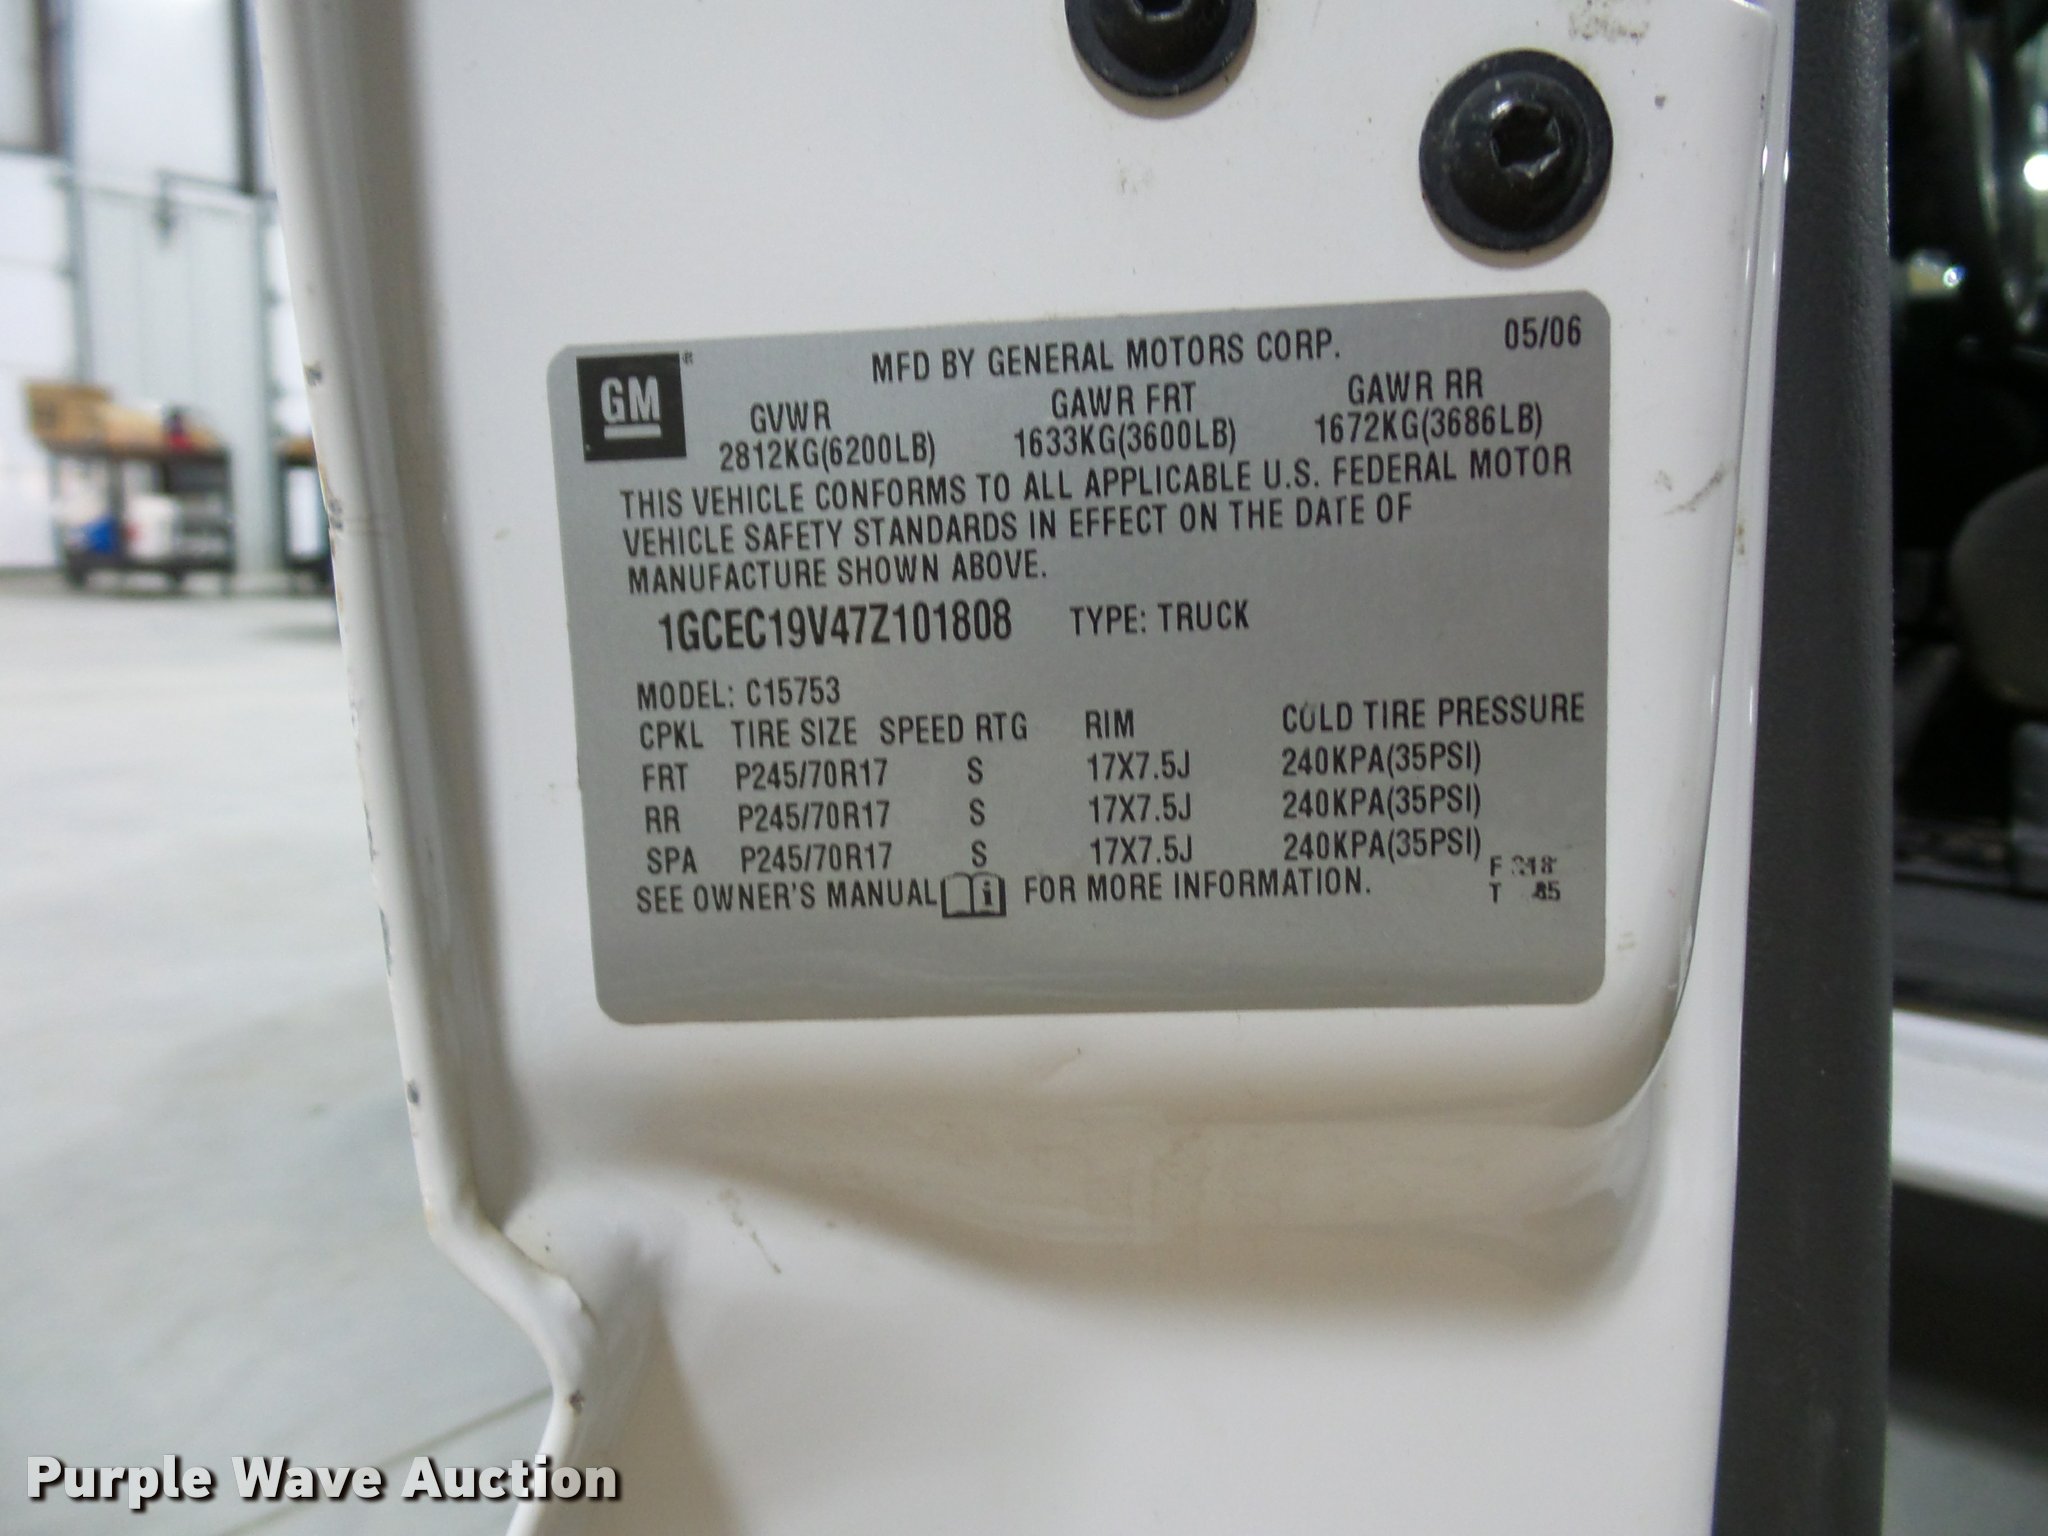 GM®
MFD BY GENERAL MOTORS CORP. 05/06
GVWR GAWR FRT GAWR RR
2812KG(6200LB) 1633KG(3600LB) 1672KG(3686LB)
THIS VEHICLE CONFORMS TO ALL APPLICABLE U.S. FEDERAL MOTOR
VEHICLE SAFETY STANDARDS IN EFFECT ON THE DATE OF
MANUFACTURE SHOWN ABOVE.
1GCEC19V47Z101808 TYPE: TRUCK
MODEL: C15753
CPKL TIRE SIZE SPEED RTG RIM COLD TIRE PRESSURE
FRT P245/70R17 S 17X7.5J 240KPA(35PSI)
RR P245/70R17 S 17X7.5J 240KPA(35PSI)
SPA P245/70R17 S 17X7.5J 240KPA(35PSI)
SEE OWNER'S MANUAL i FOR MORE INFORMATION.
F
T
Purple Wave Auction